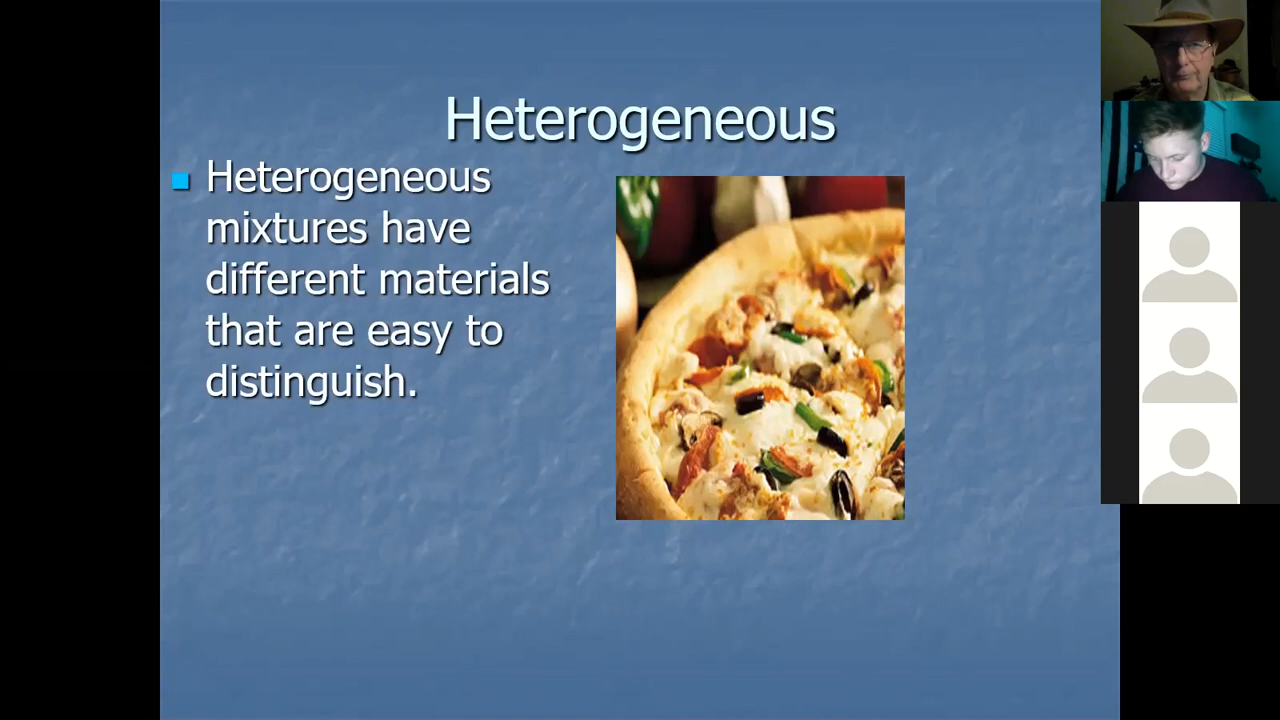 Heterogeneous
Heterogeneous
mixtures have
different materials
that are easy to
distinguish.